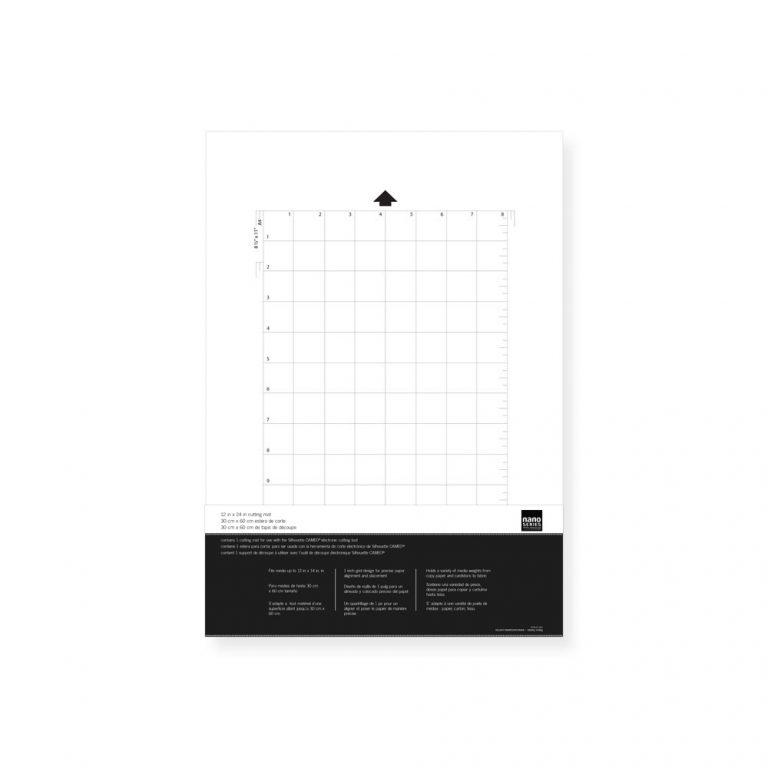 1 2 3 4 5 6 7 8
8 ½" x 11" A4
1
2
3
4
5
6
7
8
9
12 in x 24 in cutting mat
30 cm x 60 cm estera de corte
30 cm x 60 cm de tapis de découpe
nano
SERIES
contains 1 cutting mat for use with the Silhouette CAMEO® electronic cutting tool
contiene 1 estera para cortar para ser usado con la herramienta de corte electrónico de Silhouette CAMEO®
contient 1 support de découpe à utiliser avec l'outil de découpe électronique Silhouette CAMEO®
Fits media up to 12 in x 24 in. in
Para medias de hasta 30 cm
x 60 cm tamaño
S'adapte à tout matériel d'une
superficie allant jusqu'à 30 cm x
60 cm
1 inch grid design for precise paper
alignment and placement
Diseño de malla de 1 pulg para un
alineado y colocado preciso del papel
Un quadrillage de 1 po pour un
aligner et poser le papier de manière
précise
Holds a variety of media weights from
copy paper and cardstock to fabric
Sostiene una variedad de pesos,
desde papel para copiar y cartulina
hasta telas
S'adapte à une variété de poids de
médias : papier, carton, tissu